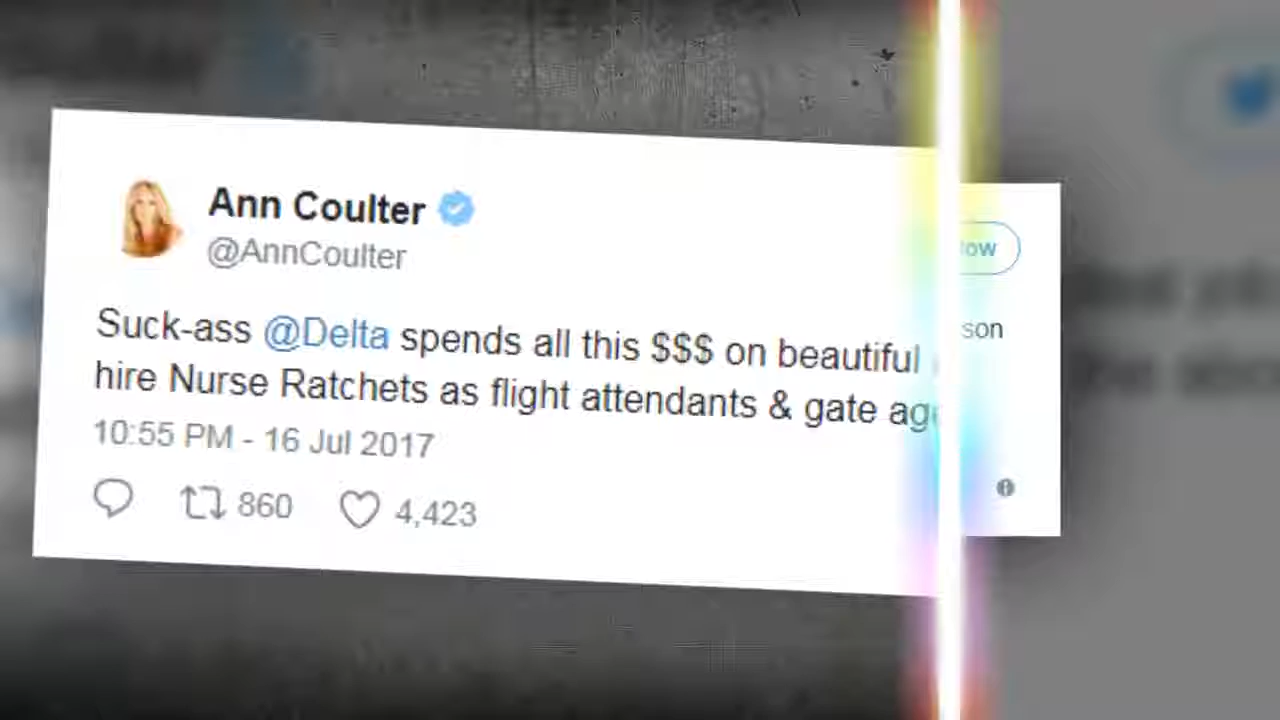 Ann Coulter
@AnnCoulter
Suck-ass @Delta spends all this $$$ on beautiful
hire Nurse Ratchets as flight attendants & gate
10:55 PM - 16 Jul 2017
860 4,423
son